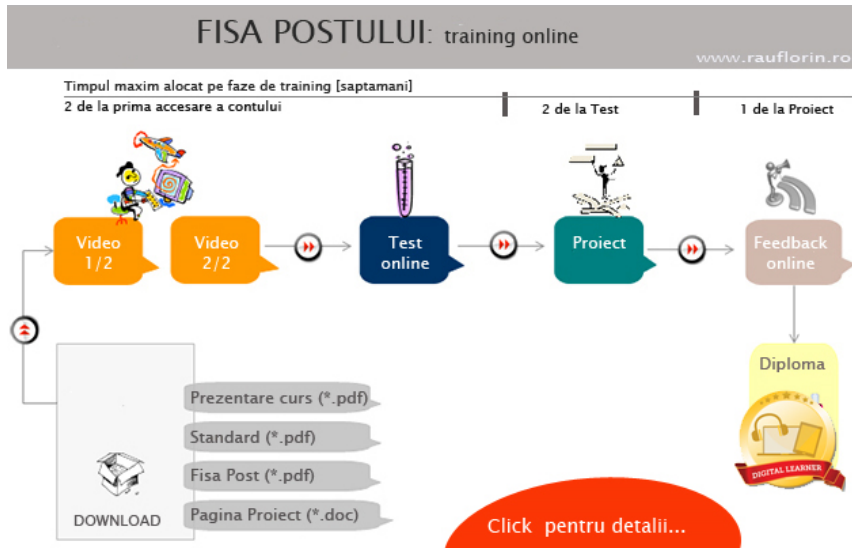 FISA POSTULUI: training online
www.rauflorin.ro
Timpul maxim alocat pe faze de training [saptamani]
2 de la prima accesare a contului
2 de la Test
1 de la Proiect
Video
1/2
Video
2/2
Test
online
Proiect
Feedback
online
Diploma
DIGITAL LEARNER
Prezentare curs (*.pdf)
Standard (*.pdf)
Fisa Post (*.pdf)
Pagina Proiect (*.doc)
DOWNLOAD
Click pentru detalii...